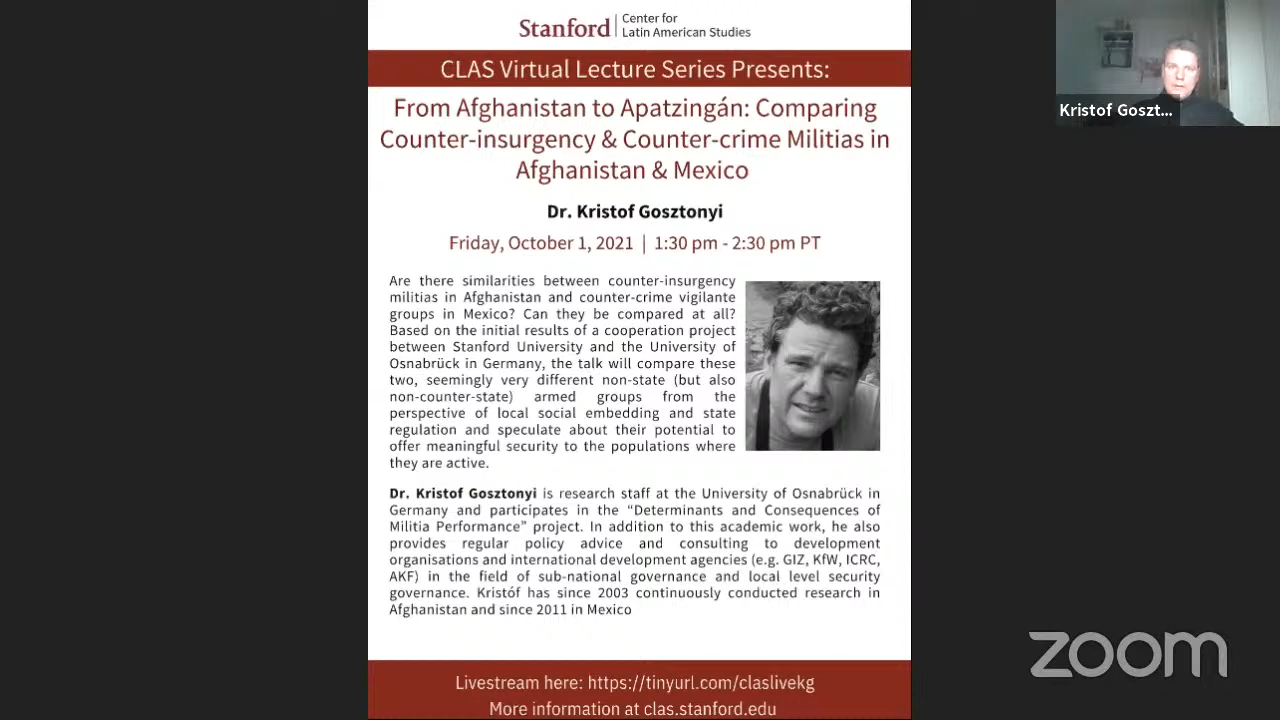 Stanford
Center for
Latin American Studies
CLAS Virtual Lecture Series Presents:
From Afghanistan to Apatzingán: Comparing
Counter-insurgency & Counter-crime Militias in
Afghanistan & Mexico
Dr. Kristof Gosztonyi
Friday, October 1, 2021 | 1:30 pm - 2:30 pm PT
Are there similarities between counter-insurgency
militias in Afghanistan and counter-crime vigilante
groups in Mexico? Can they be compared at all?
Based on the initial results of a cooperation project
between Stanford University and the University of
Osnabrück in Germany, the talk will compare these
two, seemingly very different non-state (but also
non-counter-state) armed groups from the
perspective of local social embedding and state
regulation and speculate about their potential to
offer meaningful security to the populations where
they are active.
Dr. Kristof Gosztonyi is research staff at the University of Osnabrück in
Germany and participates in the “Determinants and Consequences of
Militia Performance” project. In addition to this academic work, he also
provides regular policy advice and consulting to development
organisations and international development agencies (e.g. GIZ, KfW, ICRC,
AKF) in the field of sub-national governance and local level security
governance. Kristóf has since 2003 continuously conducted research in
Afghanistan and since 2011 in Mexico
Livestream here: https://tinyurl.com/claslivekg
More information at clas.stanford.edu
Kristof Goszt...
zoom